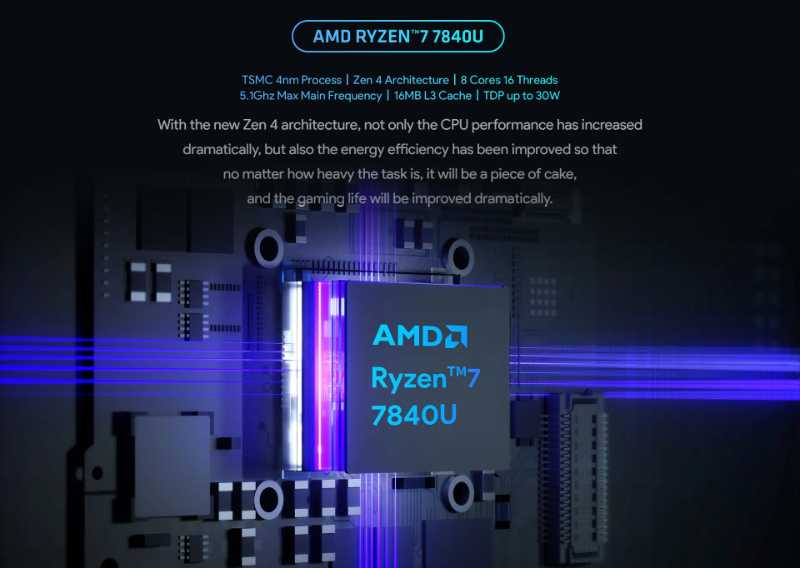 AMD RYZEN™7 7840U
TSMC 4nm Process | Zen 4 Architecture | 8 Cores 16 Threads
5.1Ghz Max Main Frequency | 16MB L3 Cache | TDP up to 30W
With the new Zen 4 architecture, not only the CPU performance has increased
dramatically, but also the energy efficiency has been improved so that
no matter how heavy the task is, it will be a piece of cake,
and the gaming life will be improved dramatically.
AMD
Ryzen™7
7840U